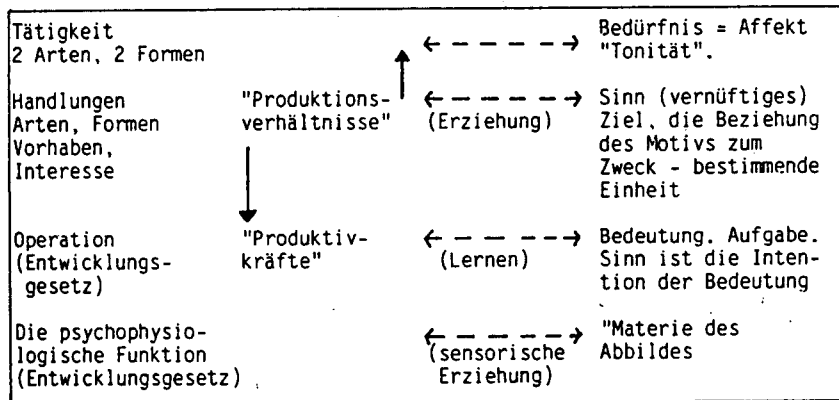 Tätigkeit
2 Arten, 2 Formen
Bedürfnis = Affekt
"Tonität".
Handlungen
Arten, Formen
Vorhaben,
Interesse
"Produktions-
verhältnisse"
(Erziehung)
Sinn (vernüftiges)
Ziel, die Beziehung
des Motivs zum
Zweck - bestimmende
Einheit
Operation
(Entwicklungs-
gesetz)
"Produktiv-
kräfte"
(Lernen)
Bedeutung. Aufgabe.
Sinn ist die Inten-
tion der Bedeutung
Die psychophysio-
logische Funktion
(Entwicklungsgesetz)
(sensorische
Erziehung)
"Materie des
Abbildes